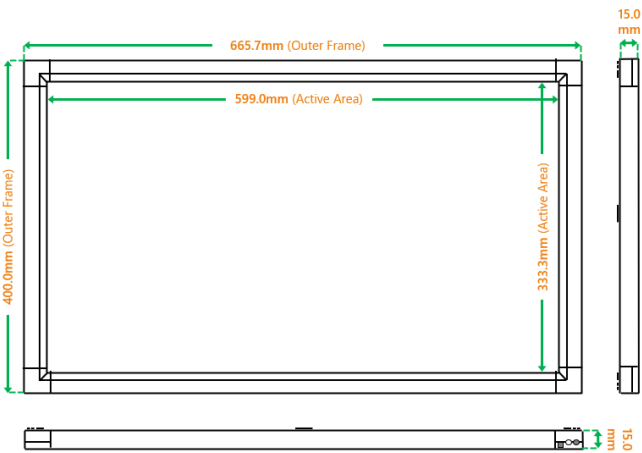 15.0
mm
665.7mm (Outer Frame)
599.0mm (Active Area)
400.0mm (Outer Frame)
333.3mm (Active Area)
15.0
mm